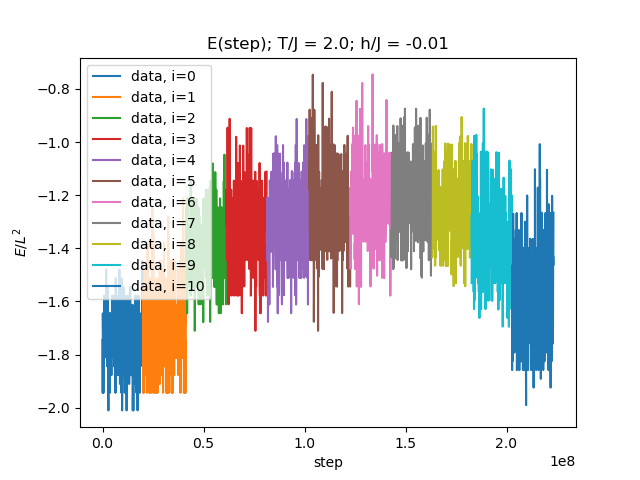 E(step); T/J = 2.0; h/J = -0.01
data, i=0
data, i=1
data, i=2
data, i=3
data, i=4
data, i=5
data, i=6
data, i=7
data, i=8
data, i=9
data, i=10
E/L²
−0.8
−1.0
−1.2
−1.4
−1.6
−1.8
−2.0
0.0 0.5 1.0 1.5 2.0
1e8
step